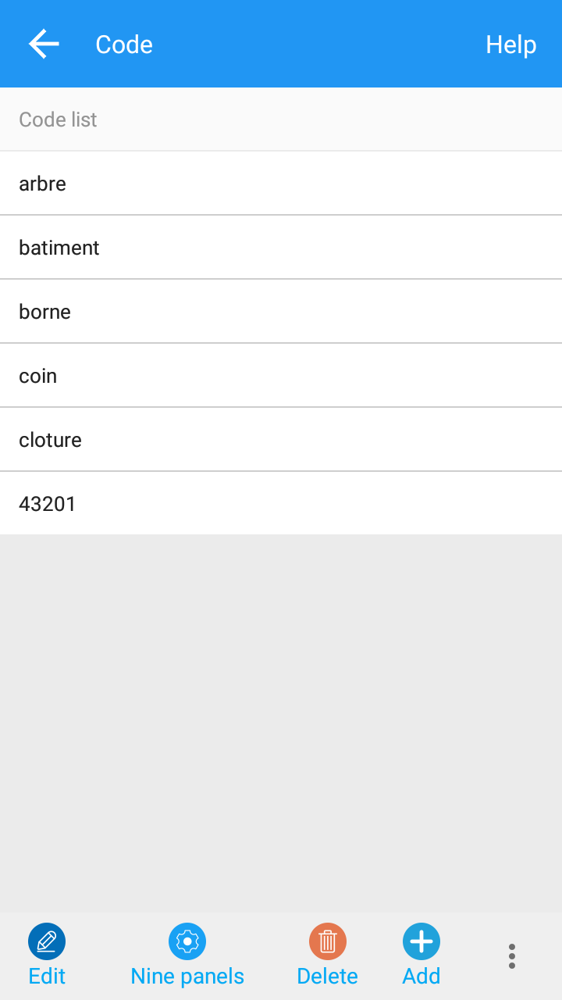 Code Help
Code list
arbre
batiment
borne
coin
cloture
43201
Edit Nine panels Delete Add